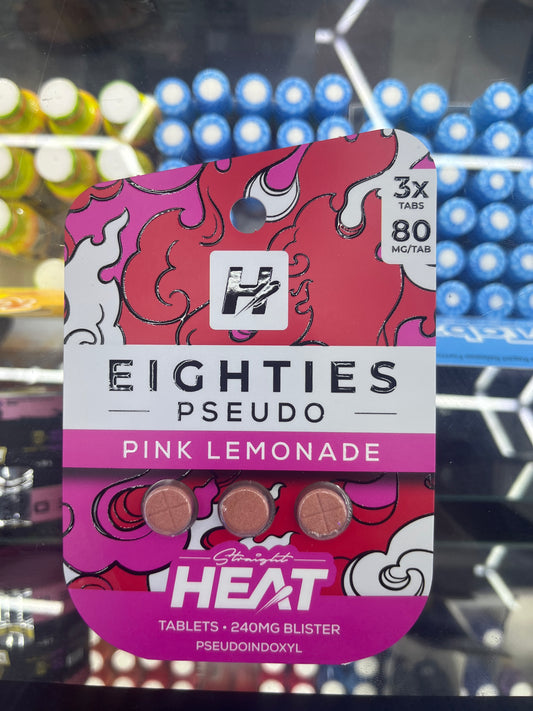 3x
TABS
80
MG/TAB
H
EIGHTIES
PSEUDO
PINK LEMONADE
Straight
HEAT
TABLETS • 240MG BLISTER
PSEUDOINDOXYL